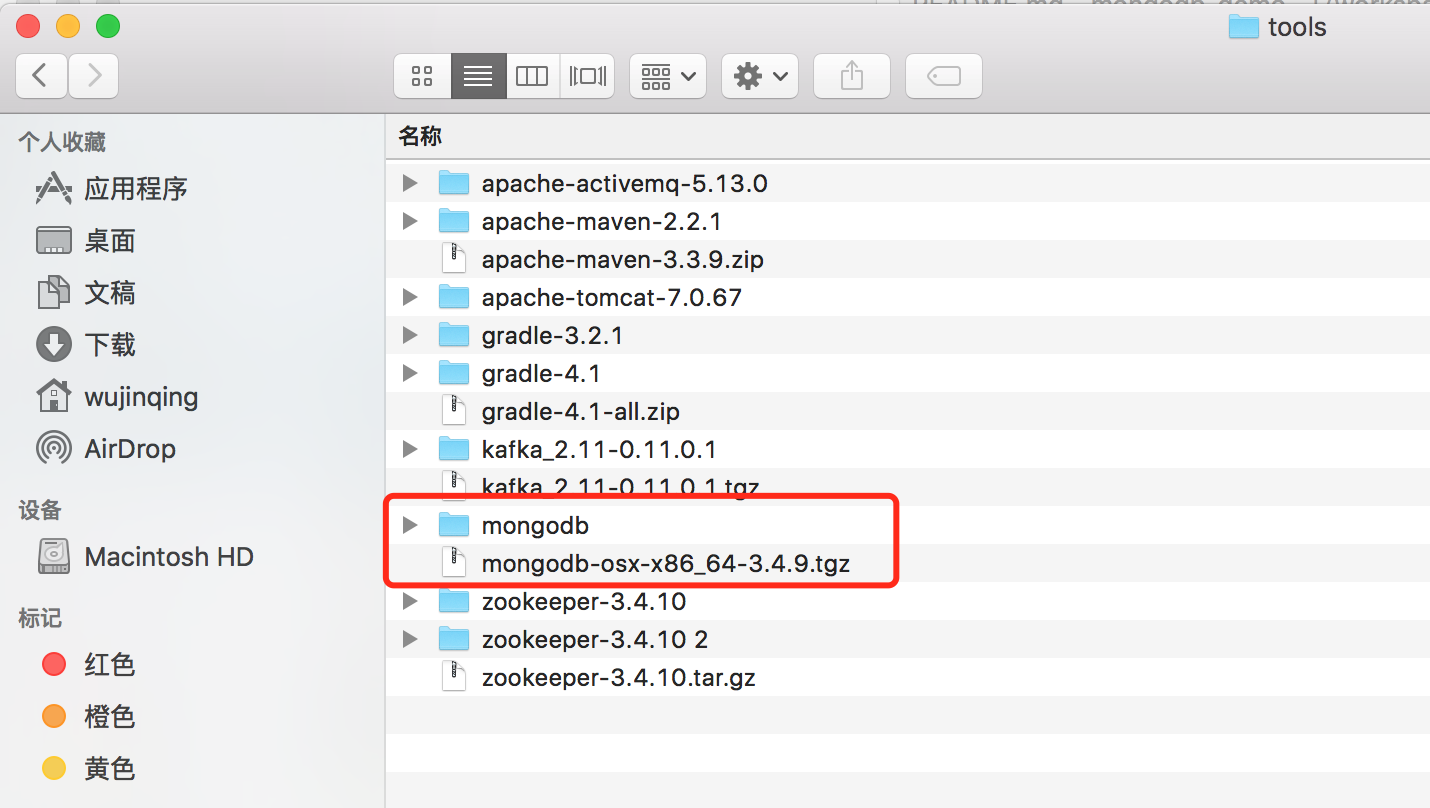 tools
个人收藏
应用程序
桌面
文稿
下载
wujinqing
AirDrop
设备
Macintosh HD
标记
红色
橙色
黄色
名称
apache-activemq-5.13.0
apache-maven-2.2.1
apache-maven-3.3.9.zip
apache-tomcat-7.0.67
gradle-3.2.1
gradle-4.1
gradle-4.1-all.zip
kafka_2.11-0.11.0.1
kafka_2.11-0.11.0.1.tgz
mongodb
mongodb-osx-x86_64-3.4.9.tgz
zookeeper-3.4.10
zookeeper-3.4.10 2
zookeeper-3.4.10.tar.gz